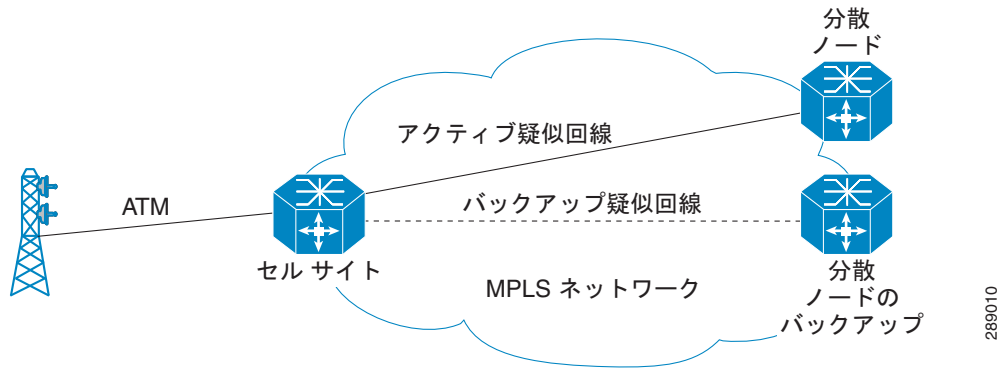 分散
ノード
アクティブ疑似回線
ATM
バックアップ疑似回線
セル サイト
MPLS ネットワーク
分散
ノードの
バックアップ
289010